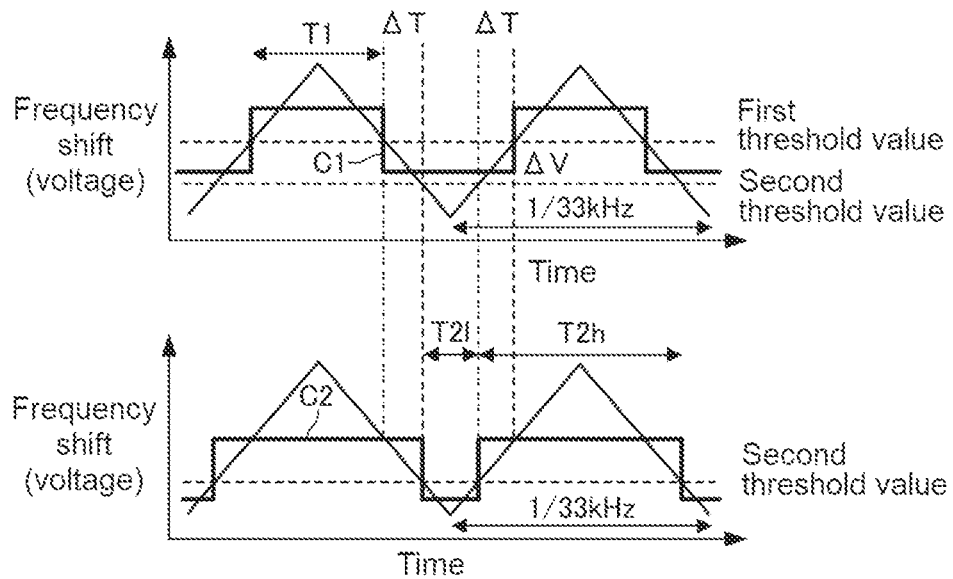 T1
ΔT
ΔT
Frequency
shift
(voltage)
C1
ΔV
First
threshold value
Second
threshold value
1/33kHz
Time
T2l
T2h
Frequency
shift
(voltage)
C2
Second
threshold value
1/33kHz
Time